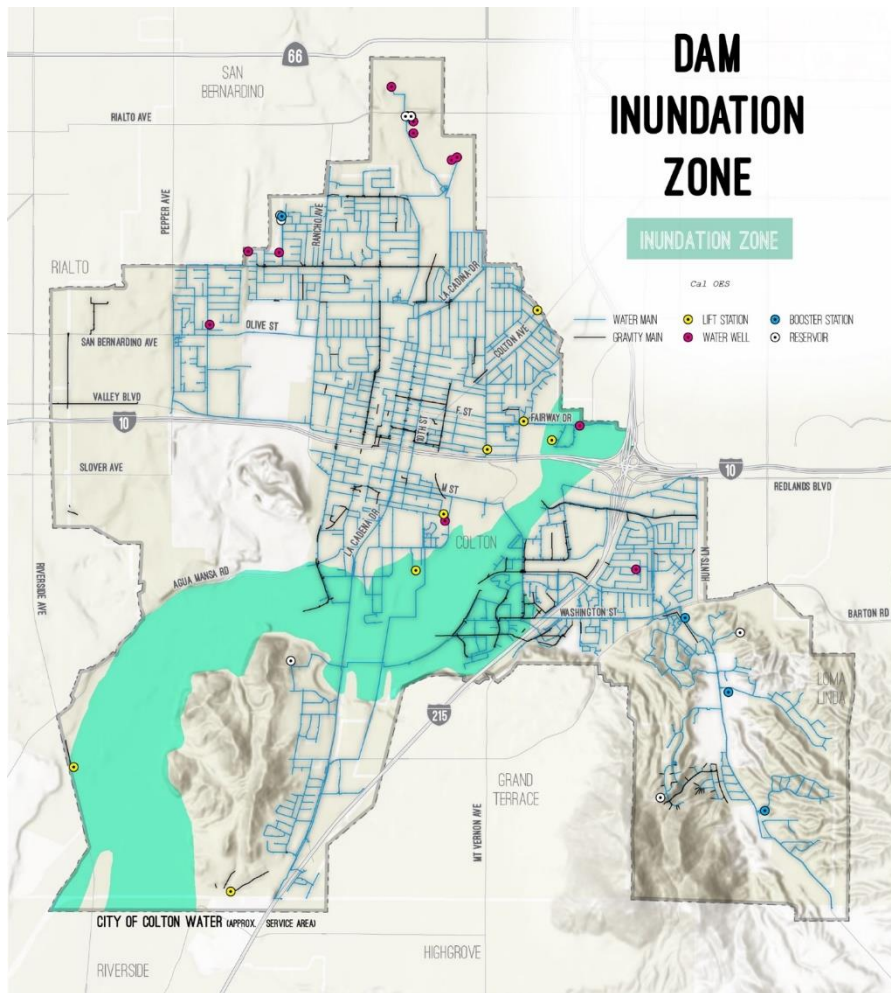 DAM
INUNDATION
ZONE
INUNDATION ZONE
Cal OES
WATER MAIN
LIFT STATION
BOOSTER STATION
GRAVITY MAIN
WATER WELL
RESERVOIR
66
SAN
BERNARDINO
RIALTO AVE
PEPPER AVE
RANCHO AVE
RIALTO
LA CADINA DR
OLIVE ST
SAN BERNARDINO AVE
COLTON AVE
VALLEY BLVD
10TH ST
F ST
FAIRWAY DR
10
SLOVER AVE
10
REDLANDS BLVD
M ST
LA CADENA DR
COLTON
HUNTS LN
RIVERSIDE AVE
AGUA MANSA RD
WASHINGTON ST
BARTON RD
LOMA
LINDA
215
GRAND
TERRACE
MT VERNON AVE
CITY OF COLTON WATER (APPROX. SERVICE AREA)
HIGHGROVE
RIVERSIDE